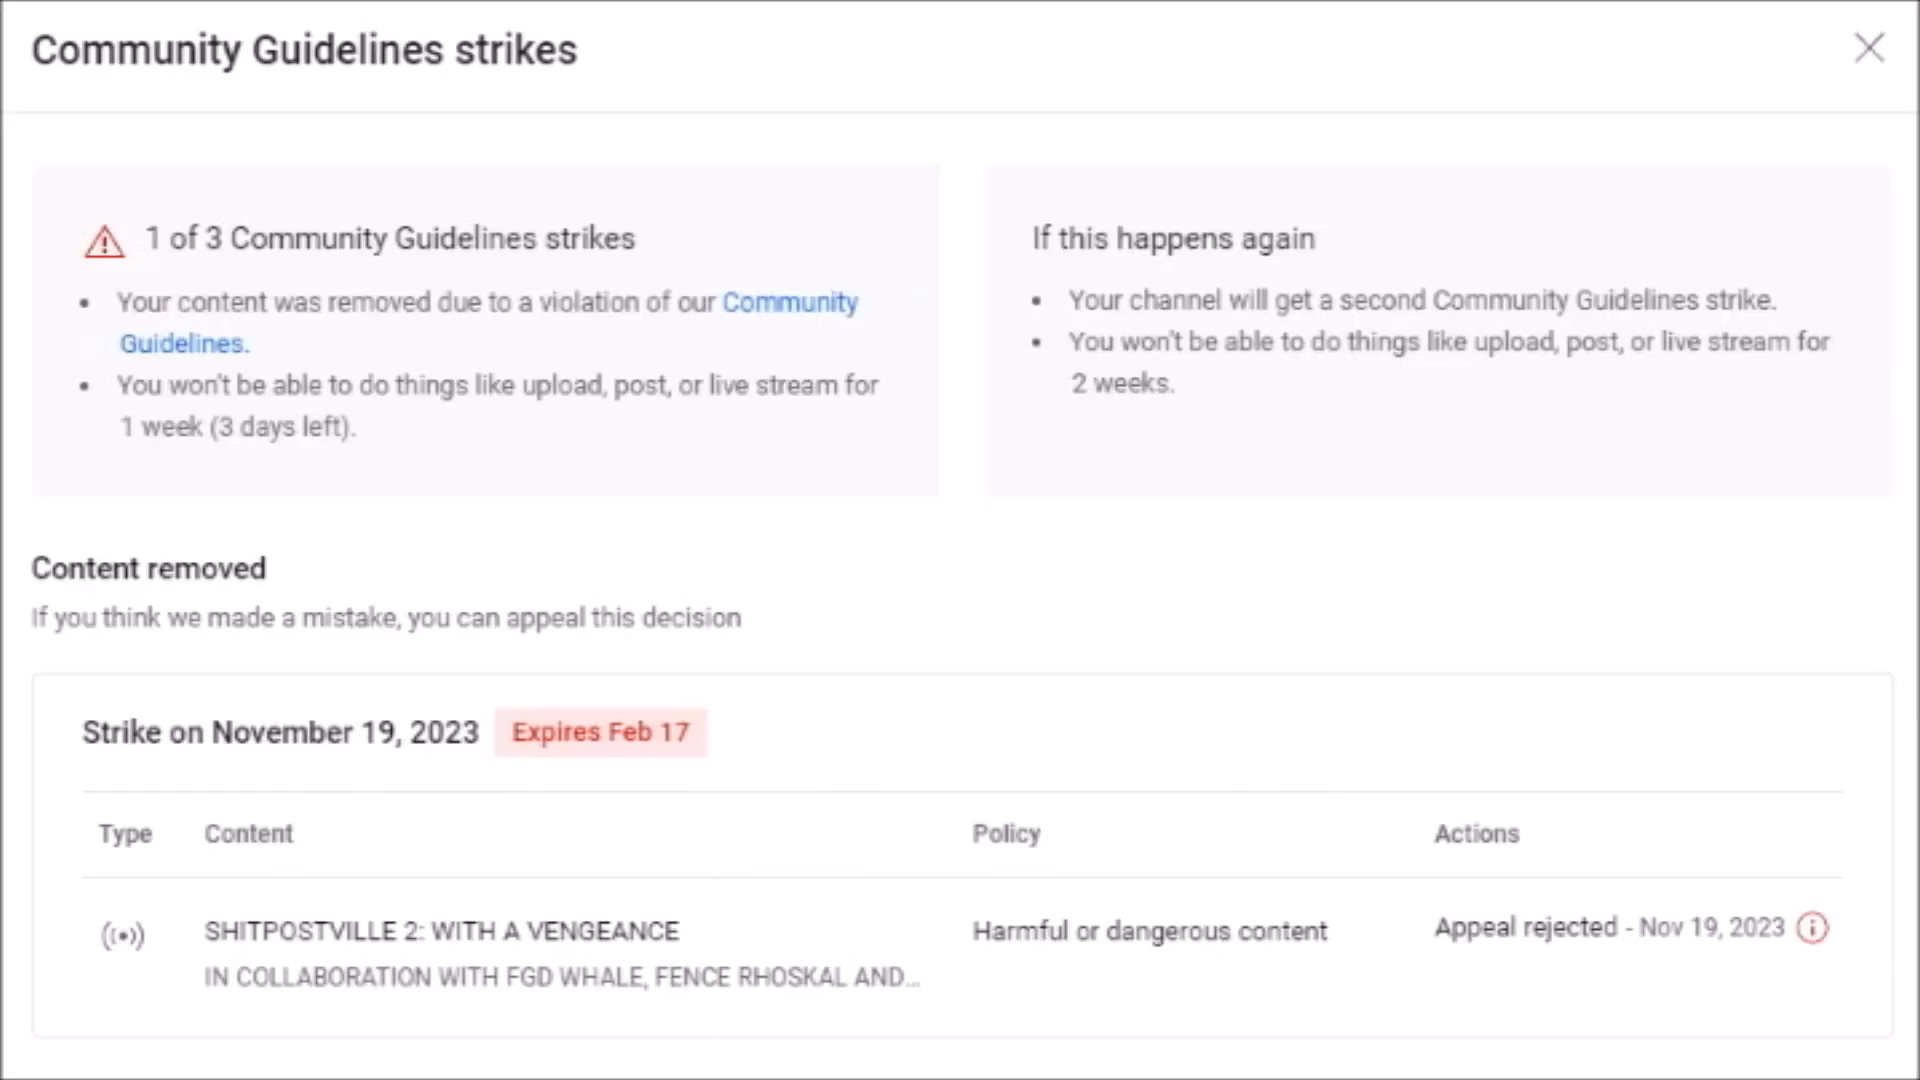 Community Guidelines strikes
1 of 3 Community Guidelines strikes
• Your content was removed due to a violation of our Community
Guidelines.
• You won't be able to do things like upload, post, or live stream for
1 week (3 days left).
If this happens again
• Your channel will get a second Community Guidelines strike.
• You won't be able to do things like upload, post, or live stream for
2 weeks.
Content removed
If you think we made a mistake, you can appeal this decision
Strike on November 19, 2023 Expires Feb 17
Type Content Policy Actions
SHITPOSTVILLE 2: WITH A VENGEANCE Harmful or dangerous content Appeal rejected - Nov 19, 2023
IN COLLABORATION WITH FGD WHALE, FENCE RHOSKAL AND...